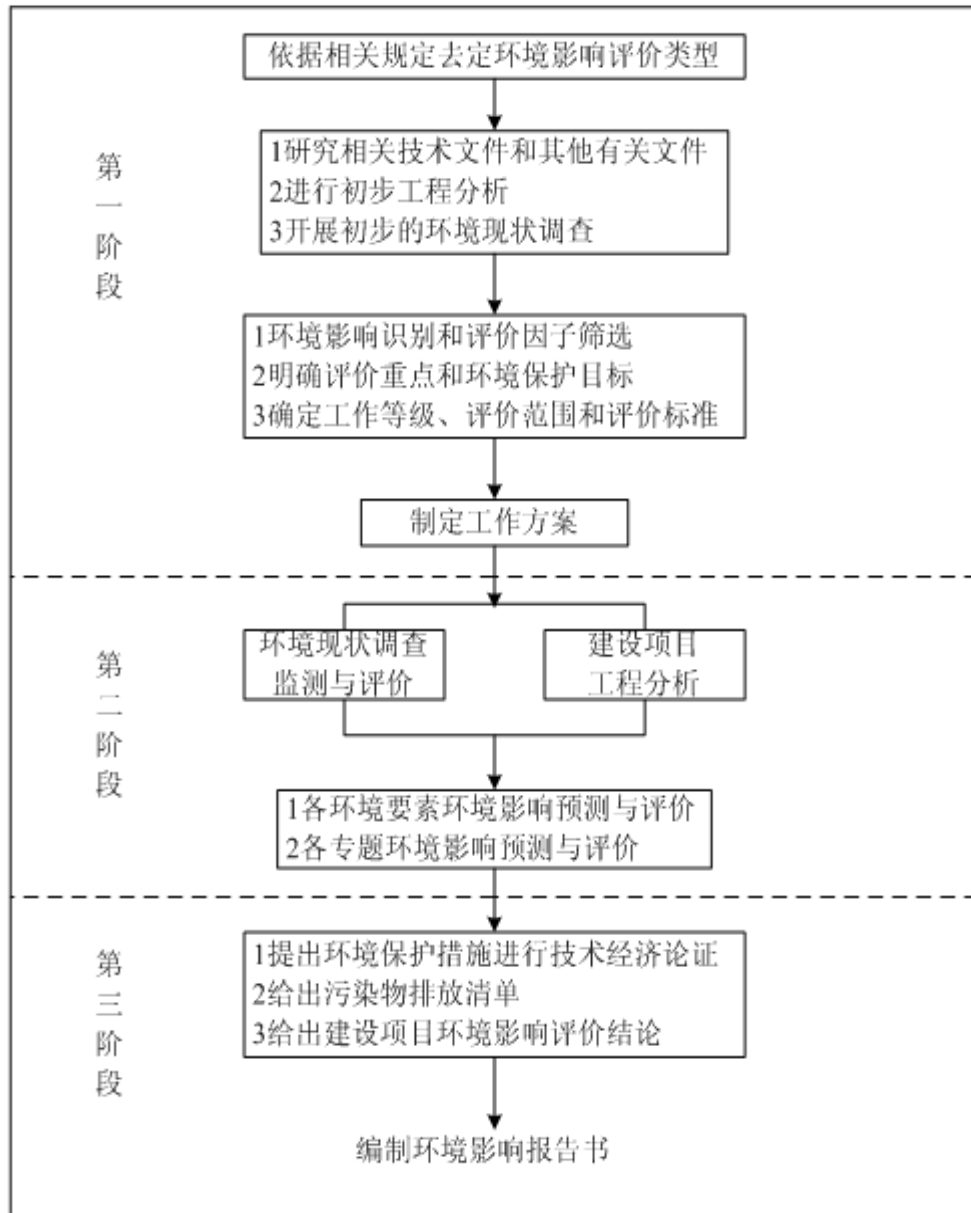 依据相关规定去定环境影响评价类型
第一阶段
1研究相关技术文件和其他有关文件
2进行初步工程分析
3开展初步的环境现状调查
1环境影响识别和评价因子筛选
2明确评价重点和环境保护目标
3确定工作等级、评价范围和评价标准
制定工作方案
第二阶段
环境现状调查
监测与评价
建设项目
工程分析
1各环境要素环境影响预测与评价
2各专题环境影响预测与评价
第三阶段
1提出环境保护措施进行技术经济论证
2给出污染物排放清单
3给出建设项目环境影响评价结论
编制环境影响报告书